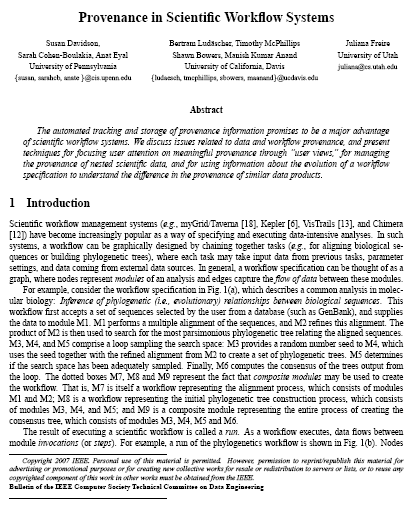 Provenance in Scientific Workflow Systems
Susan Davidson,
Sarah Cohen-Boulakia, Anat Eyal
University of Pennsylvania
{susan, sarahcb, anate }@cis.upenn.edu
Bertram Ludäscher, Timothy McPhillips
Shawn Bowers, Manish Kumar Anand
University of California, Davis
{ludaesch, tmcphillips, sbowers, maanand}@ucdavis.edu
Juliana Freire
University of Utah
juliana@cs.utah.edu
Abstract
The automated tracking and storage of provenance information promises to be a major advantage
of scientific workflow systems. We discuss issues related to data and workflow provenance, and present
techniques for focusing user attention on meaningful provenance through “user views,” for managing
the provenance of nested scientific data, and for using information about the evolution of a workflow
specification to understand the difference in the provenance of similar data products.
1 Introduction
Scientific workflow management systems (e.g., myGrid/Taverna [18], Kepler [6], VisTrails [13], and Chimera
[12]) have become increasingly popular as a way of specifying and executing data-intensive analyses. In such
systems, a workflow can be graphically designed by chaining together tasks (e.g., for aligning biological se-
quences or building phylogenetic trees), where each task may take input data from previous tasks, parameter
settings, and data coming from external data sources. In general, a workflow specification can be thought of as a
graph, where nodes represent modules of an analysis and edges capture the flow of data between these modules.
For example, consider the workflow specification in Fig. 1(a), which describes a common analysis in molec-
ular biology: Inference of phylogenetic (i.e., evolutionary) relationships between biological sequences. This
workflow first accepts a set of sequences selected by the user from a database (such as GenBank), and supplies
the data to module M1. M1 performs a multiple alignment of the sequences, and M2 refines this alignment. The
product of M2 is then used to search for the most parsimonious phylogenetic tree relating the aligned sequences.
M3, M4, and M5 comprise a loop sampling the search space: M3 provides a random number seed to M4, which
uses the seed together with the refined alignment from M2 to create a set of phylogenetic trees. M5 determines
if the search space has been adequately sampled. Finally, M6 computes the consensus of the trees output from
the loop. The dotted boxes M7, M8 and M9 represent the fact that composite modules may be used to create
the workflow. That is, M7 is itself a workflow representing the alignment process, which consists of modules
M1 and M2; M8 is a workflow representing the initial phylogenetic tree construction process, which consists
of modules M3, M4, and M5; and M9 is a composite module representing the entire process of creating the
consensus tree, which consists of modules M3, M4, M5 and M6.
The result of executing a scientific workflow is called a run. As a workflow executes, data flows between
module invocations (or steps). For example, a run of the phylogenetics workflow is shown in Fig. 1(b). Nodes
Copyright 2007 IEEE. Personal use of this material is permitted. However, permission to reprint/republish this material for
advertising or promotional purposes or for creating new collective works for resale or redistribution to servers or lists, or to reuse any
copyrighted component of this work in other works must be obtained from the IEEE.
Bulletin of the IEEE Computer Society Technical Committee on Data Engineering